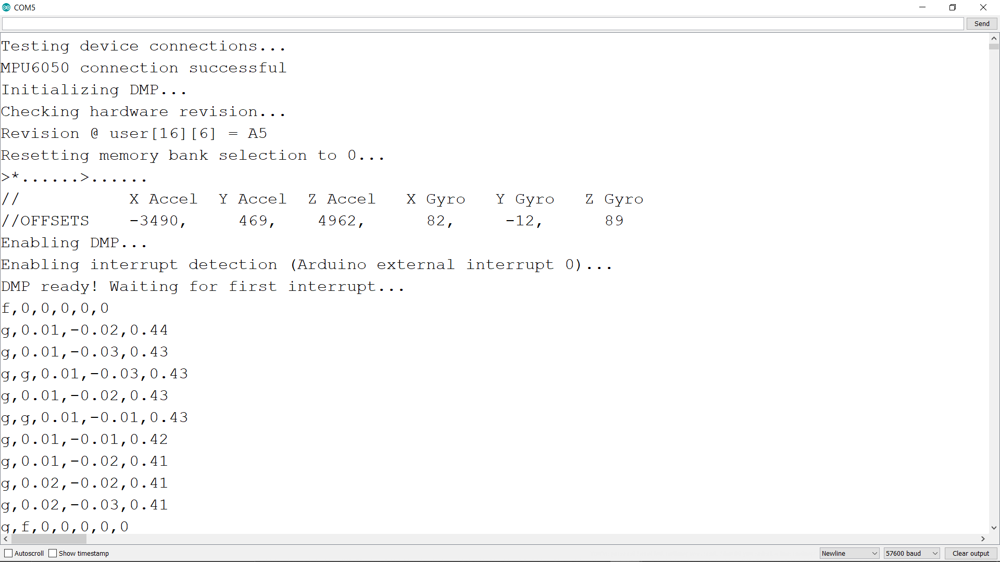 COM5
Send
Testing device connections...
MPU6050 connection successful
Initializing DMP...
Checking hardware revision...
Revision @ user[16][6] = A5
Resetting memory bank selection to 0...
>*......>......
// X Accel Y Accel Z Accel X Gyro Y Gyro Z Gyro
//OFFSETS -3490, 469, 4962, 82, -12, 89
Enabling DMP...
Enabling interrupt detection (Arduino external interrupt 0)...
DMP ready! Waiting for first interrupt...
f,0,0,0,0,0
g,0.01,-0.02,0.44
g,0.01,-0.03,0.43
g,g,0.01,-0.03,0.43
g,0.01,-0.02,0.43
g,g,0.01,-0.01,0.43
g,0.01,-0.01,0.42
g,0.01,-0.02,0.41
g,0.02,-0.02,0.41
g,0.02,-0.03,0.41
g,f,0,0,0,0,0
Autoscroll Show timestamp Newline 57600 baud Clear output